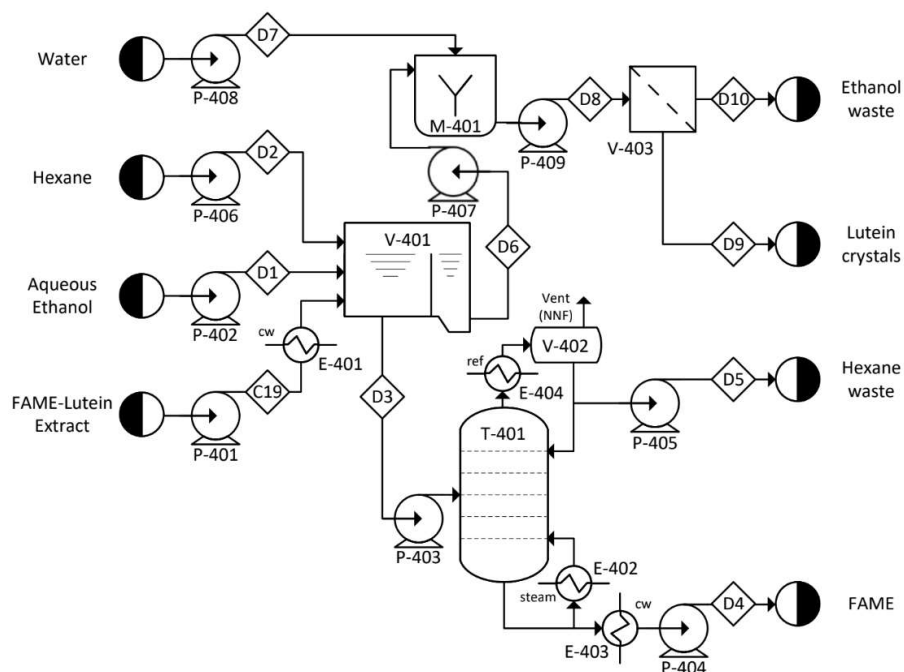 Water
P-408
D7
M-401
P-409
D8
V-403
D10
Ethanol
waste
Hexane
P-406
D2
P-407
D6
D9
Lutein
crystals
V-401
Aqueous
Ethanol
P-402
D1
cw
E-401
Vent
(NNF)
V-402
ref
E-404
P-405
D5
Hexane
waste
FAME-Lutein
Extract
P-401
C19
D3
T-401
P-403
E-402
steam
cw
E-403
P-404
D4
FAME